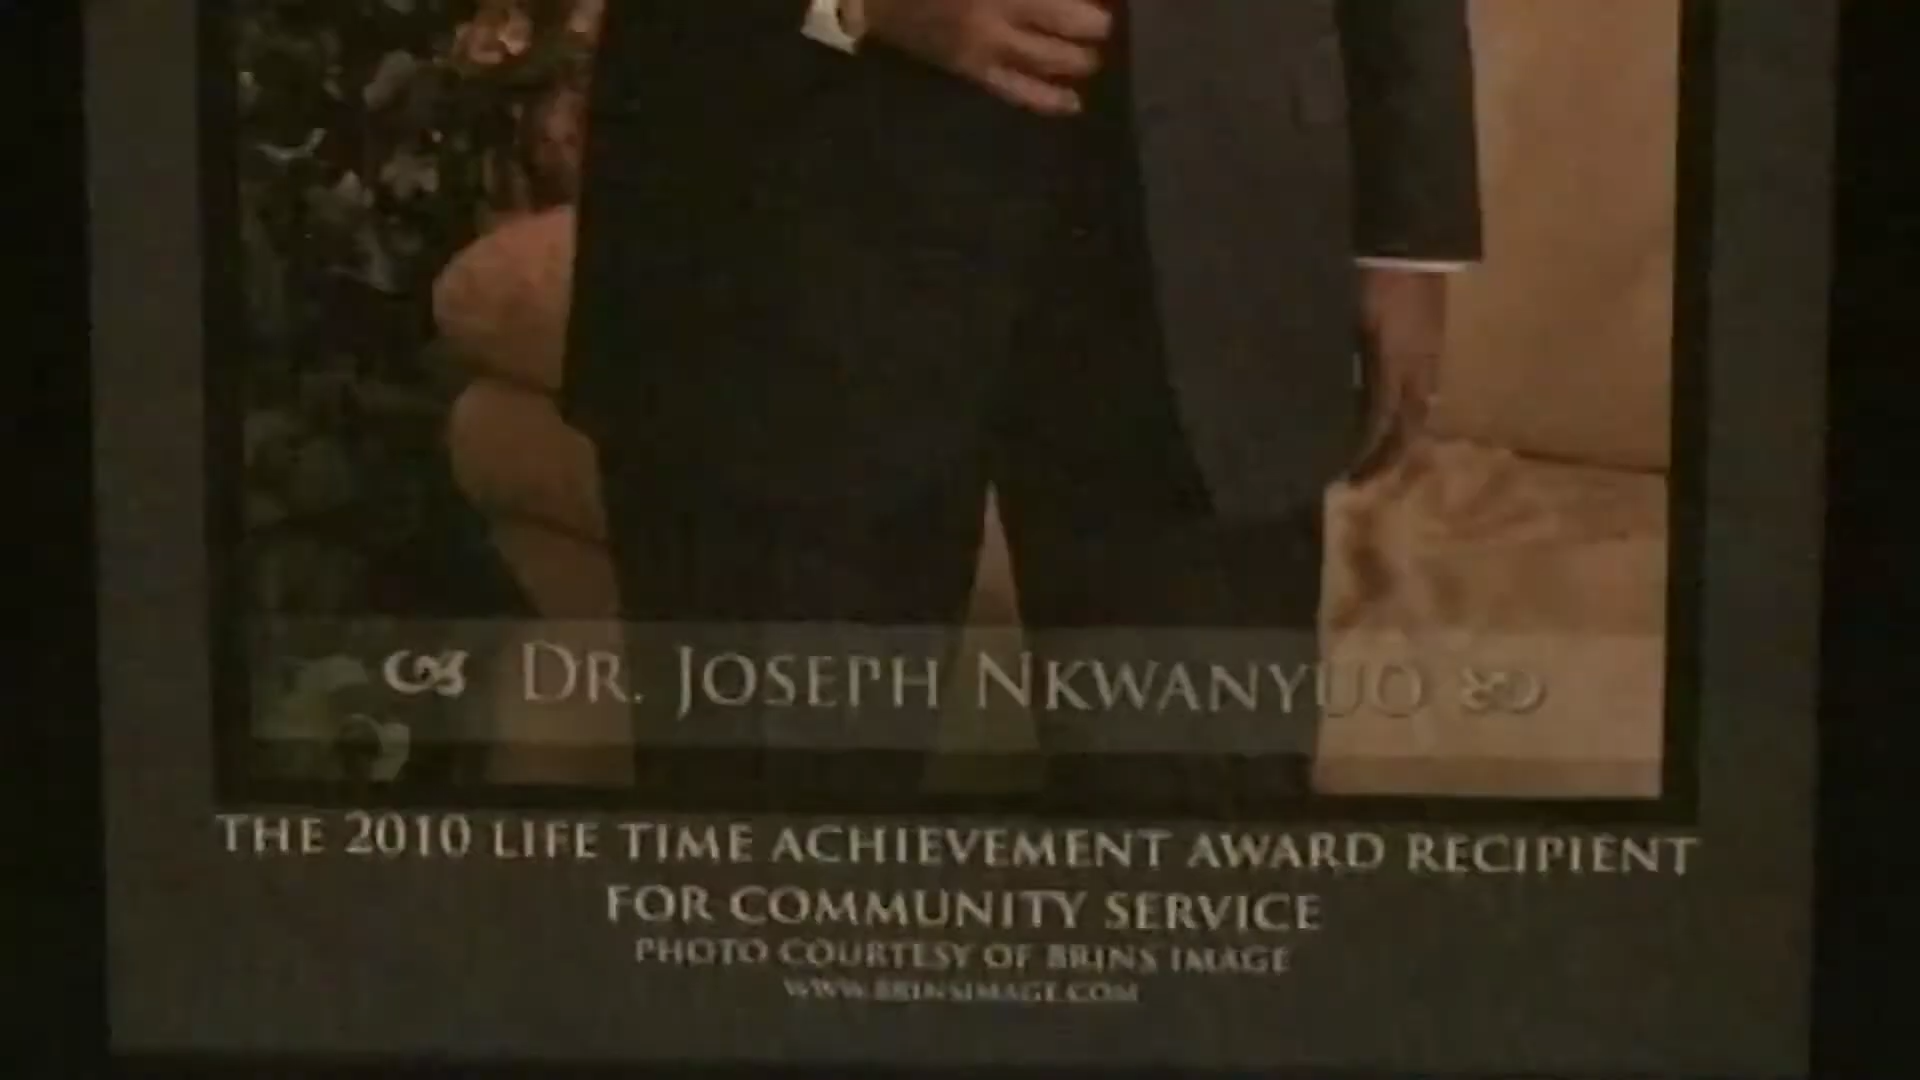 DR. JOSEPH NKWANYUO
THE 2010 LIFE TIME ACHIEVEMENT AWARD RECIPIENT
FOR COMMUNITY SERVICE
PHOTO COURTESY OF BRINS IMAGE
WWW.BRINSIMAGE.COM